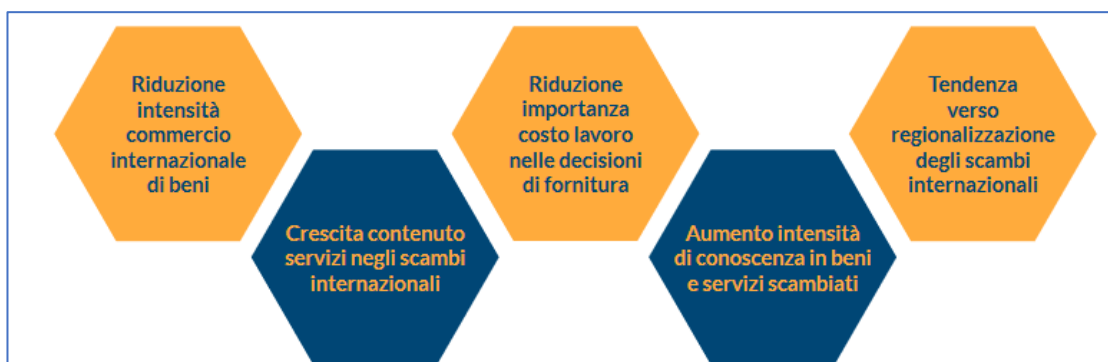 Riduzione
intensità
commercio
internazionale
di beni
Crescita contenuto
servizi negli scambi
internazionali
Riduzione
importanza
costo lavoro
nelle decisioni
di fornitura
Aumento intensità
di conoscenza in beni
e servizi scambiati
Tendenza
verso
regionalizzazione
degli scambi
internazionali